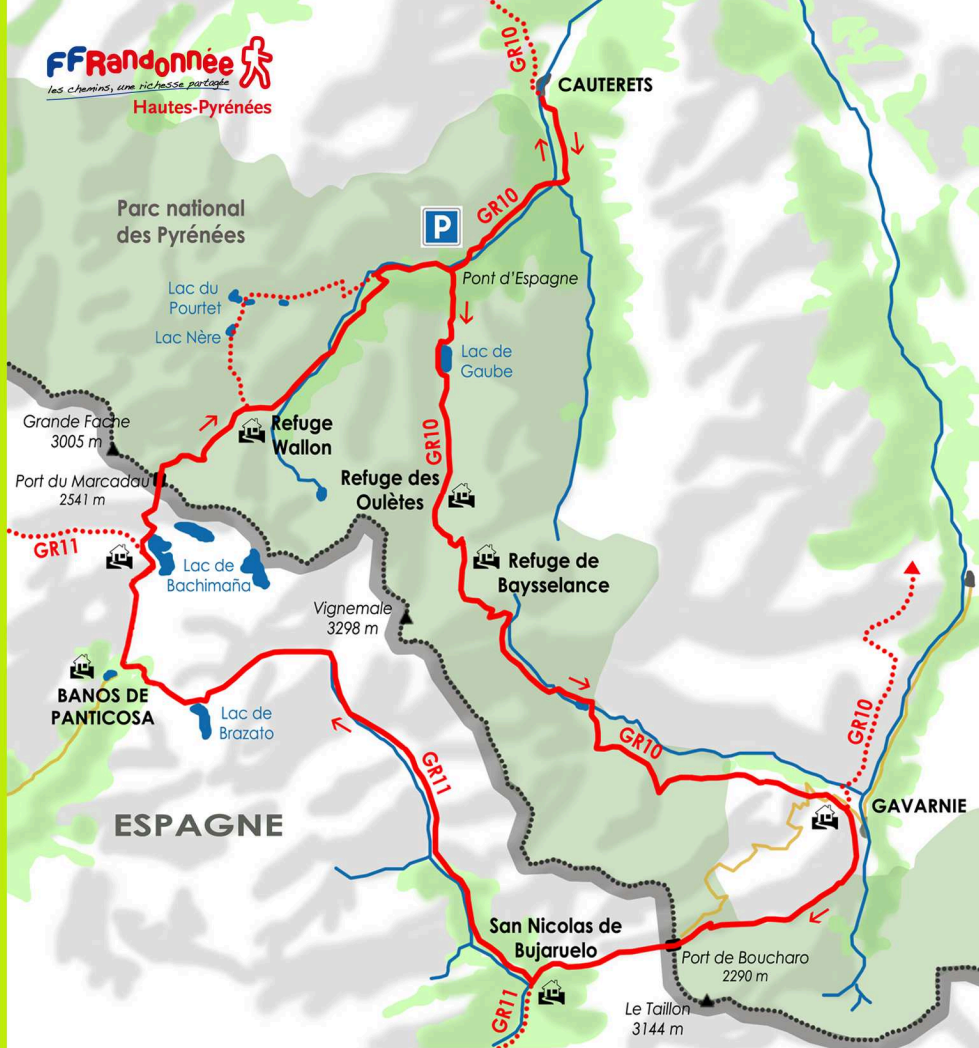 FFRandonnée
les chemins, une richesse partagée
Hautes-Pyrénées
GR10
CAUTERETS
Parc national
des Pyrénées
P
GR10
Pont d'Espagne
Lac du
Pourtet
Lac Nère
Lac de
Gaube
Grande Fache
3005 m
Refuge
Wallon
GR10
Port du Marcadau
2541 m
Refuge des
Oulètes
GR11
Lac de
Bachimaña
Refuge de
Baysselance
Vignemale
3298 m
BANOS DE
PANTICOSA
Lac de
Brazato
GR10
GR10
GR11
GAVARNIE
ESPAGNE
San Nicolas de
Bujaruelo
Port de Boucharo
2290 m
GR11
Le Taillon
3144 m